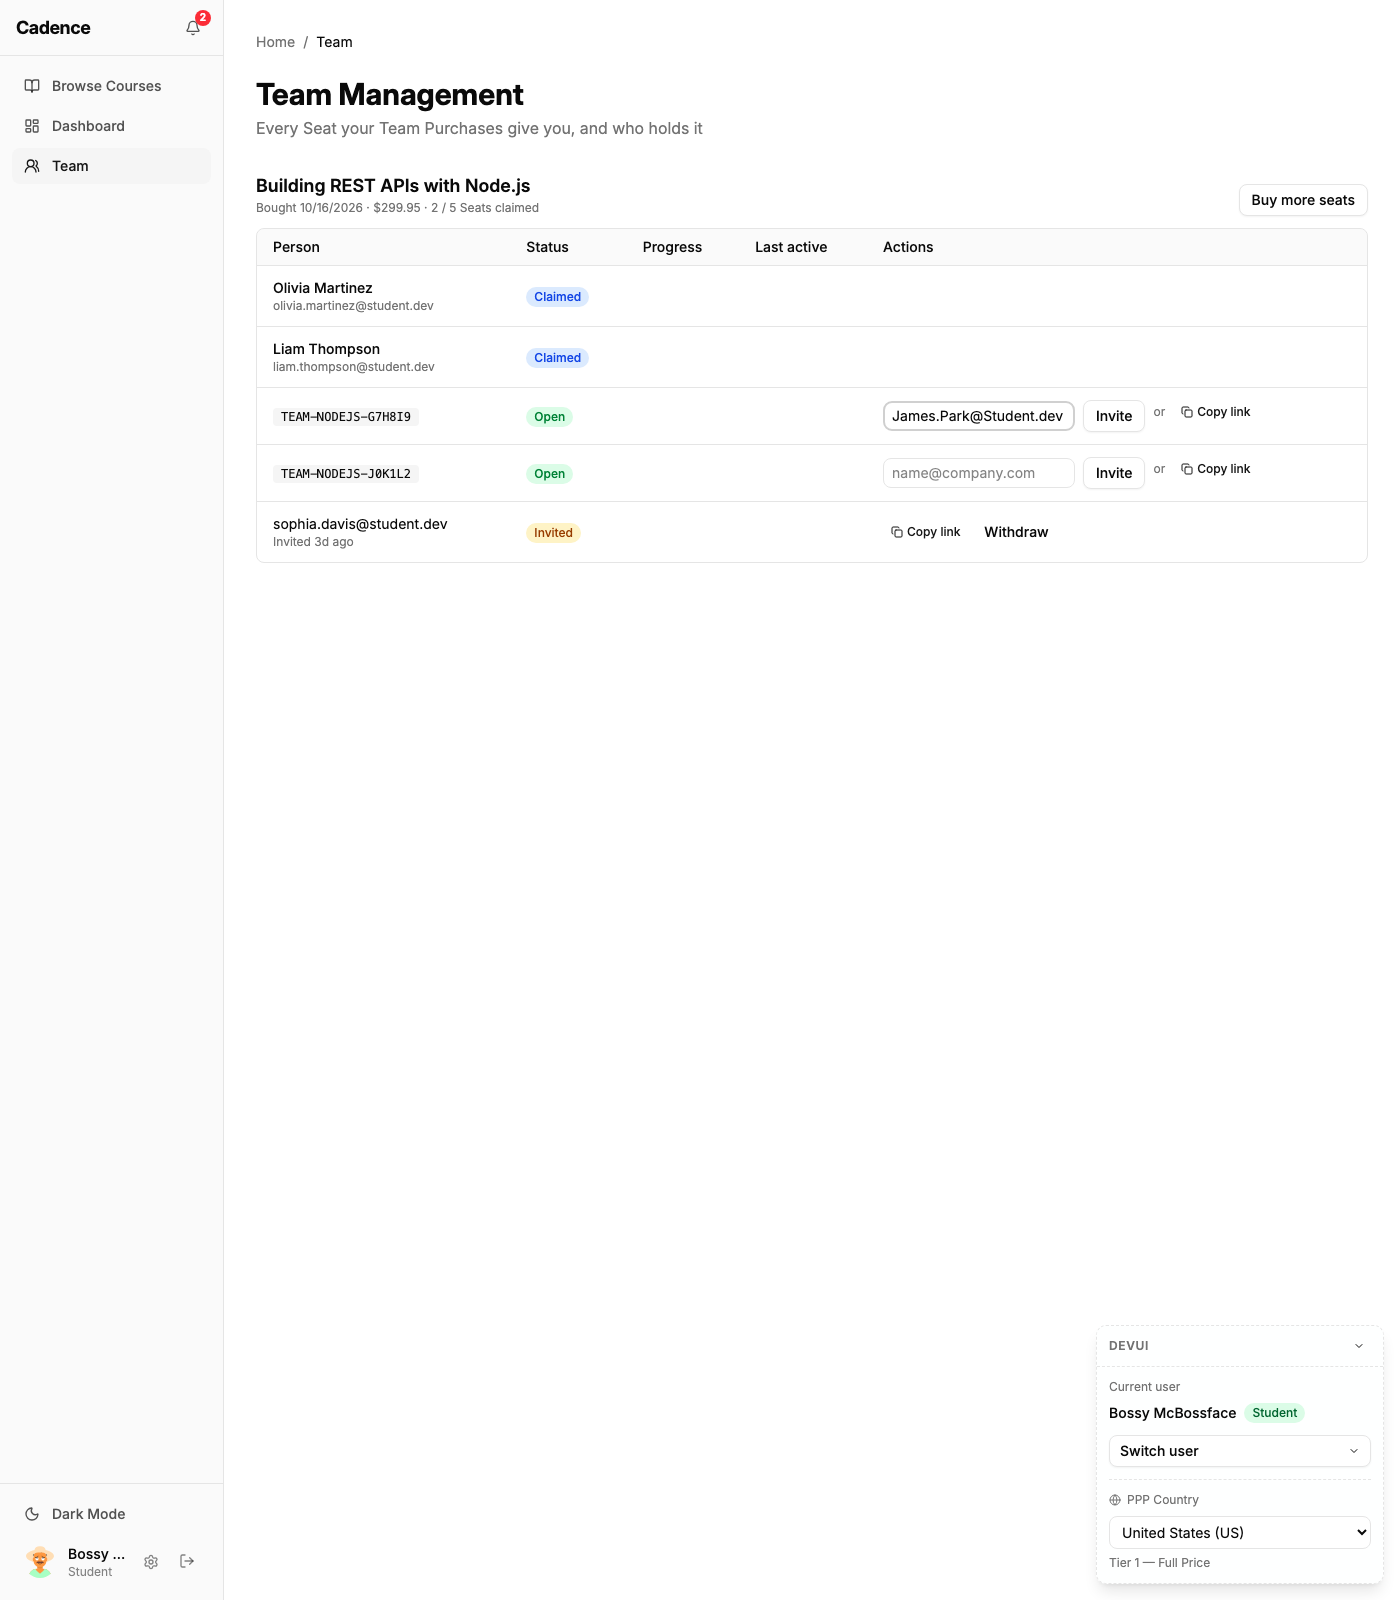 Cadence
2
Browse Courses
Dashboard
Team
Home / Team
Team Management
Every Seat your Team Purchases give you, and who holds it
Building REST APIs with Node.js
Bought 10/16/2026 · $299.95 · 2 / 5 Seats claimed
Buy more seats
Person Status Progress Last active Actions
Olivia Martinez
olivia.martinez@student.dev
Claimed
Liam Thompson
liam.thompson@student.dev
Claimed
TEAM-NODEJS-G7H8I9 Open James.Park@Student.dev Invite or Copy link
TEAM-NODEJS-J0K1L2 Open name@company.com Invite or Copy link
sophia.davis@student.dev
Invited 3d ago
Invited Copy link Withdraw
DEVUI
Current user
Bossy McBossface Student
Switch user
PPP Country
United States (US)
Tier 1 — Full Price
Dark Mode
Bossy ...
Student